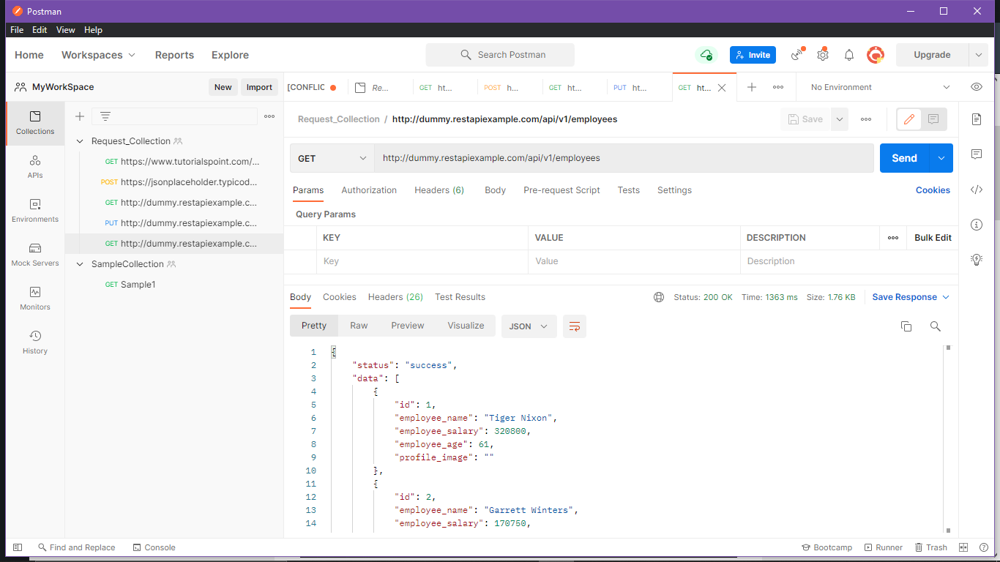 Postman
File Edit View Help
Home Workspaces Reports Explore Search Postman Invite Upgrade
MyWorkSpace New Import [CONFLIC Re... GET ht... POST h... GET ht... PUT ht... GET ht... No Environment
Request_Collection / http://dummy.restapiexample.com/api/v1/employees Save
Collections
APIs
Environments
Mock Servers
Monitors
History
Request_Collection
GET https://www.tutorialspoint.com/...
POST https://jsonplaceholder.typicod...
GET http://dummy.restapiexample.c...
PUT http://dummy.restapiexample.c...
GET http://dummy.restapiexample.c...
SampleCollection
GET Sample1
GET http://dummy.restapiexample.com/api/v1/employees Send
Params Authorization Headers (6) Body Pre-request Script Tests Settings Cookies
Query Params
KEY VALUE DESCRIPTION Bulk Edit
Key Value Description
Body Cookies Headers (26) Test Results Status: 200 OK Time: 1363 ms Size: 1.76 KB Save Response
Pretty Raw Preview Visualize JSON
1 {
2 "status": "success",
3 "data": [
4 {
5 "id": 1,
6 "employee_name": "Tiger Nixon",
7 "employee_salary": 320800,
8 "employee_age": 61,
9 "profile_image": ""
10 },
11 {
12 "id": 2,
13 "employee_name": "Garrett Winters",
14 "employee_salary": 170750,
Find and Replace Console Bootcamp Runner Trash